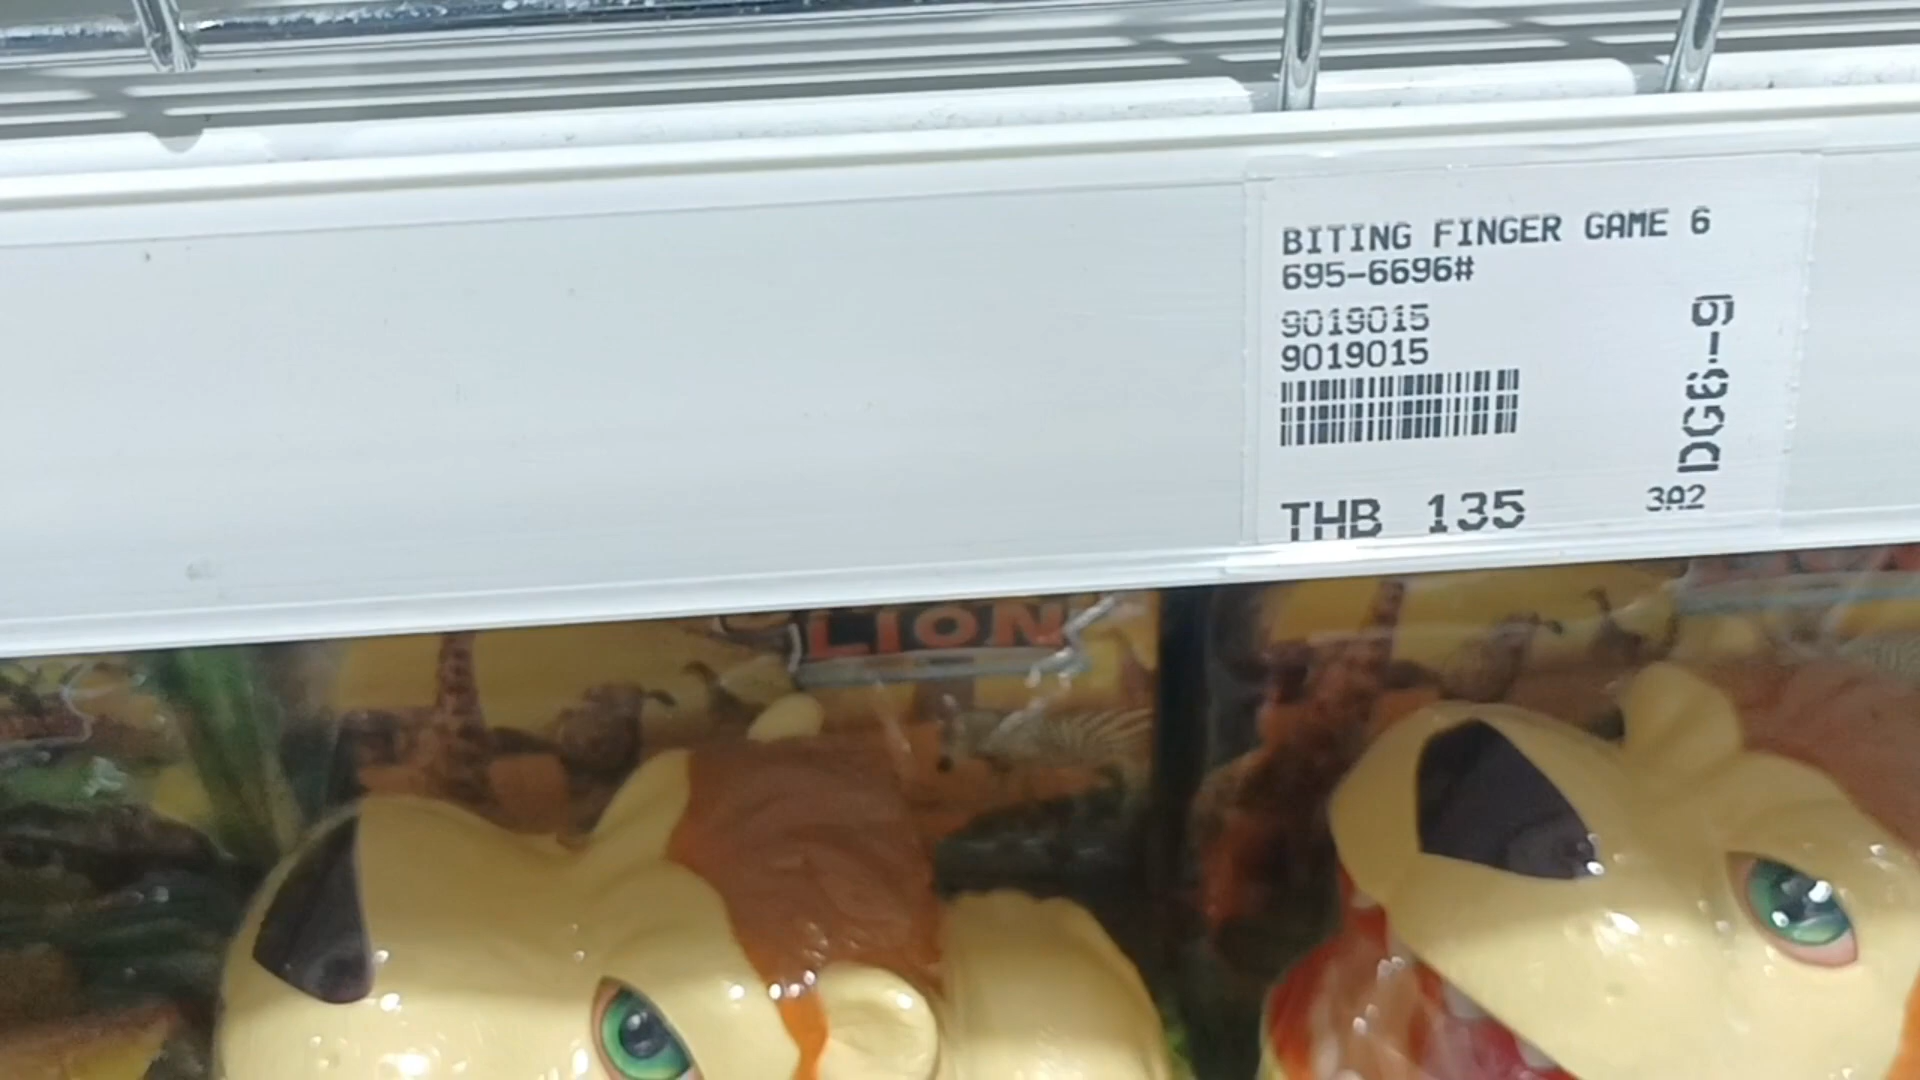 BITING FINGER GAME 6
695-6696#
9019015
9019015
DG6-9
THB 135
3A2
LION